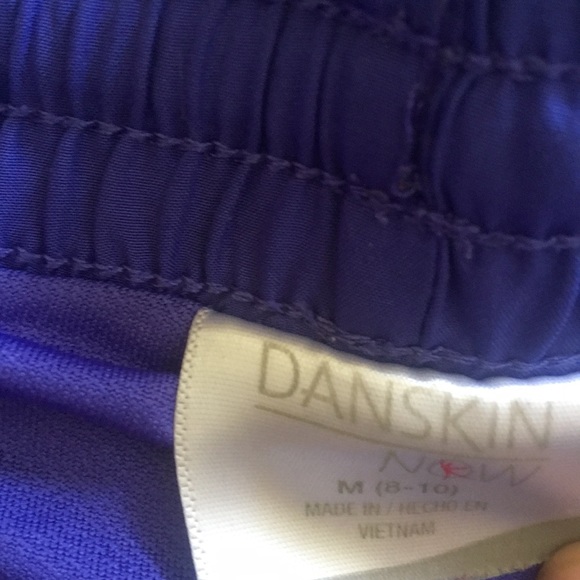 DANSKIN
NOW
M (8-10)
MADE IN / HECHO EN
VIETNAM